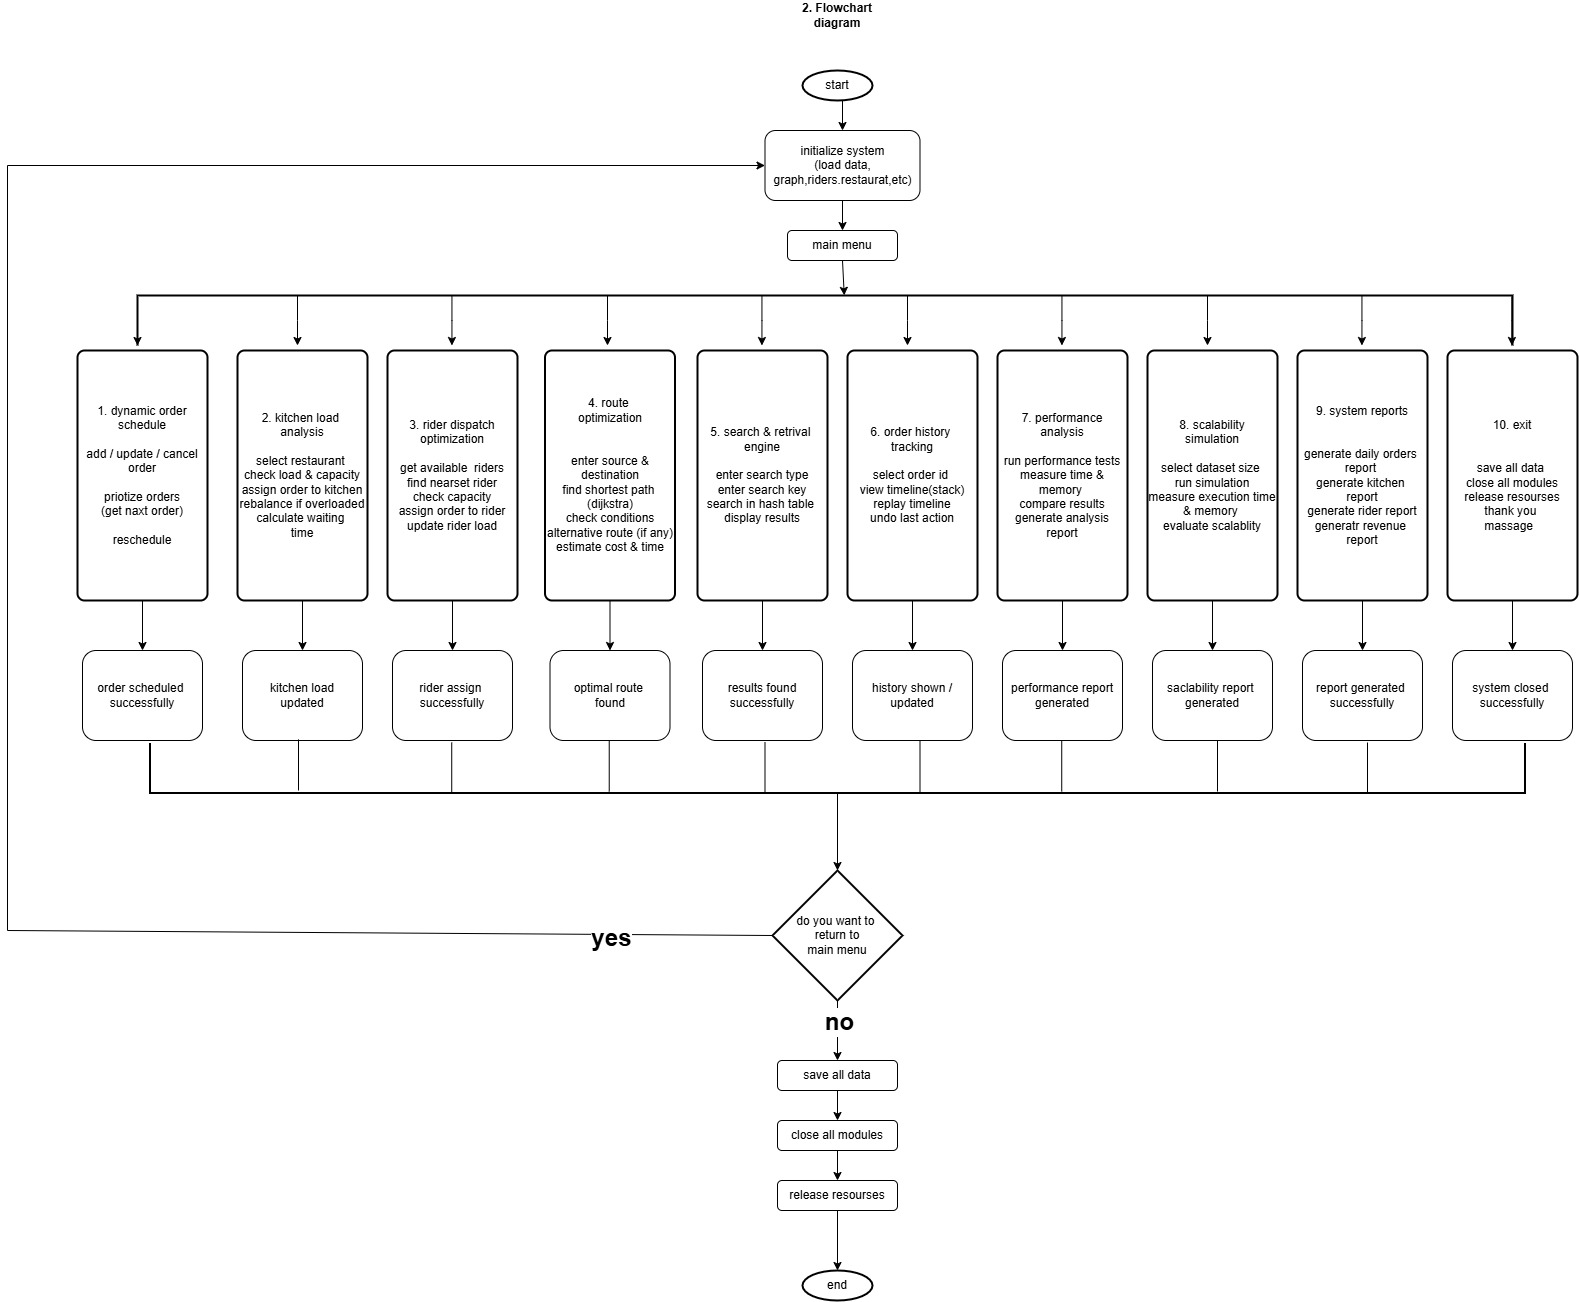 2. Flowchart
diagram
start
initialize system
(load data,
graph,riders.restaurat,etc)
main menu
1. dynamic order
schedule
add / update / cancel
order
priotize orders
(get naxt order)
reschedule
2. kitchen load
analysis
select restaurant
check load & capacity
assign order to kitchen
rebalance if overloaded
calculate waiting
time
3. rider dispatch
optimization
get available  riders
find nearset rider
check capacity
assign order to rider
update rider load
4. route
optimization
enter source &
destination
find shortest path
(dijkstra)
check conditions
alternative route (if any)
estimate cost & time
5. search & retrival
engine
enter search type
enter search key
search in hash table
display results
6. order history
tracking
select order id
view timeline(stack)
replay timeline
undo last action
7. performance
analysis
run performance tests
measure time &
memory
compare results
generate analysis
report
8. scalability
simulation
select dataset size
run simulation
measure execution time
& memory
evaluate scalablity
9. system reports
generate daily orders
report
generate kitchen
report
generate rider report
generatr revenue
report
10. exit
save all data
close all modules
release resourses
thank you
massage
order scheduled
successfully
kitchen load
updated
rider assign
successfully
optimal route
found
results found
successfully
history shown /
updated
performance report
generated
saclability report
generated
report generated
successfully
system closed
successfully
do you want to
return to
main menu
yes
no
save all data
close all modules
release resourses
end